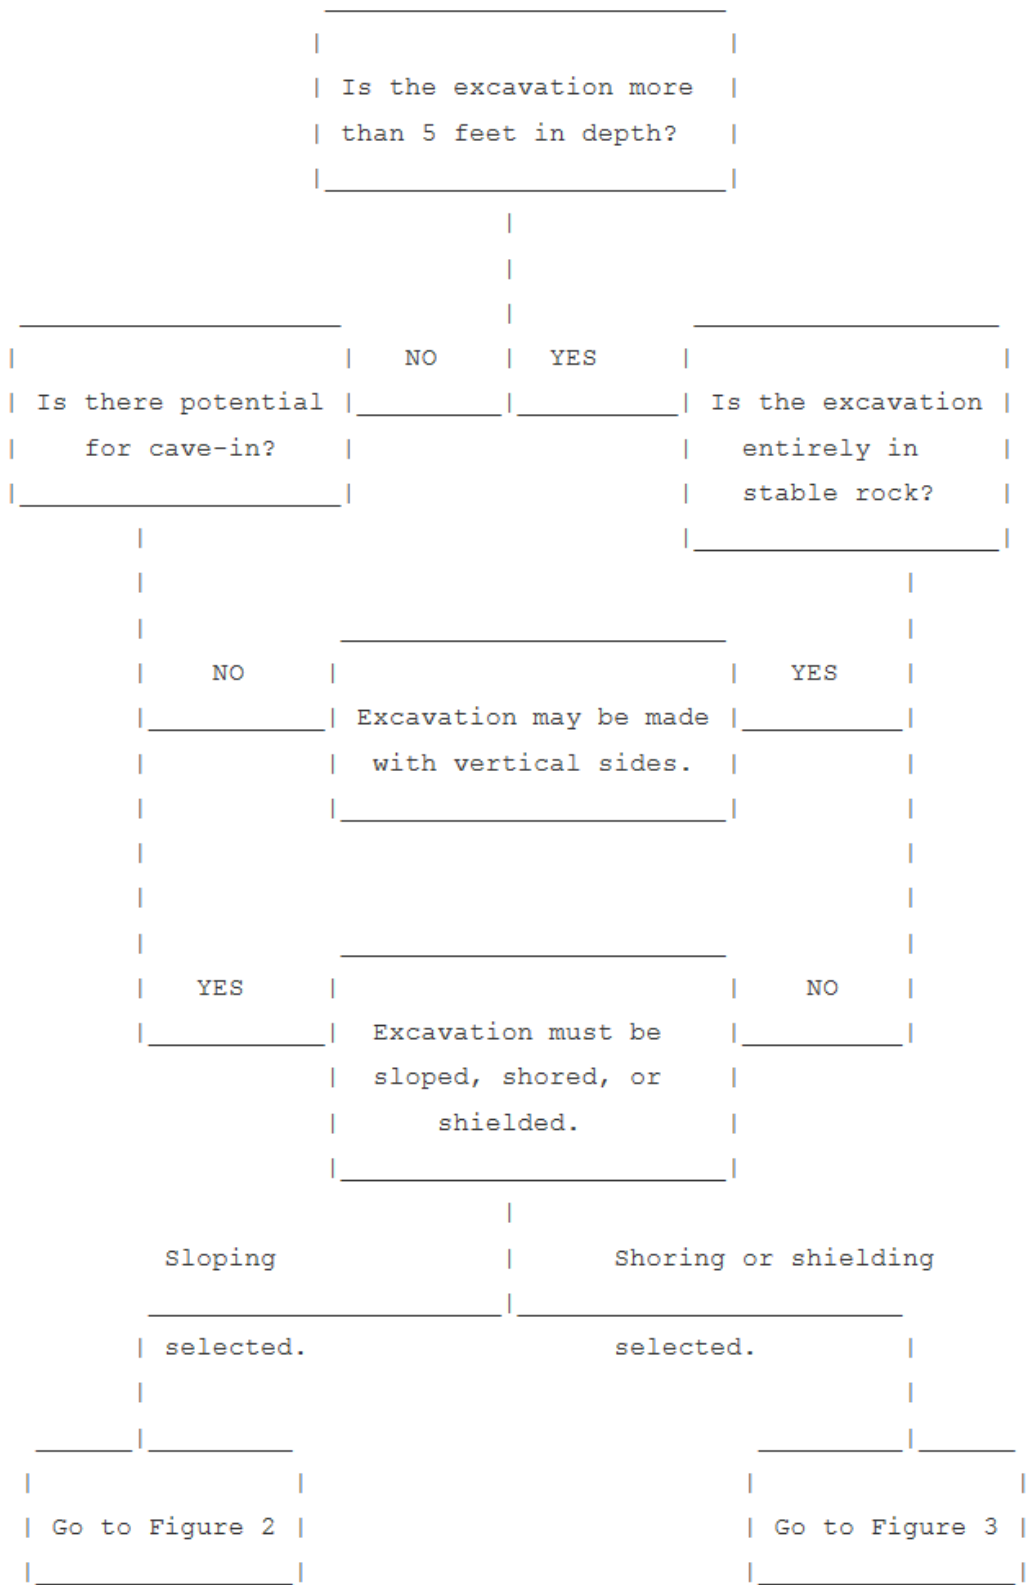 Is the excavation more
than 5 feet in depth?
NO YES
Is there potential
for cave-in?
Is the excavation
entirely in
stable rock?
NO YES
Excavation may be made
with vertical sides.
YES NO
Excavation must be
sloped, shored, or
shielded.
Sloping
selected.
Shoring or shielding
selected.
Go to Figure 2
Go to Figure 3